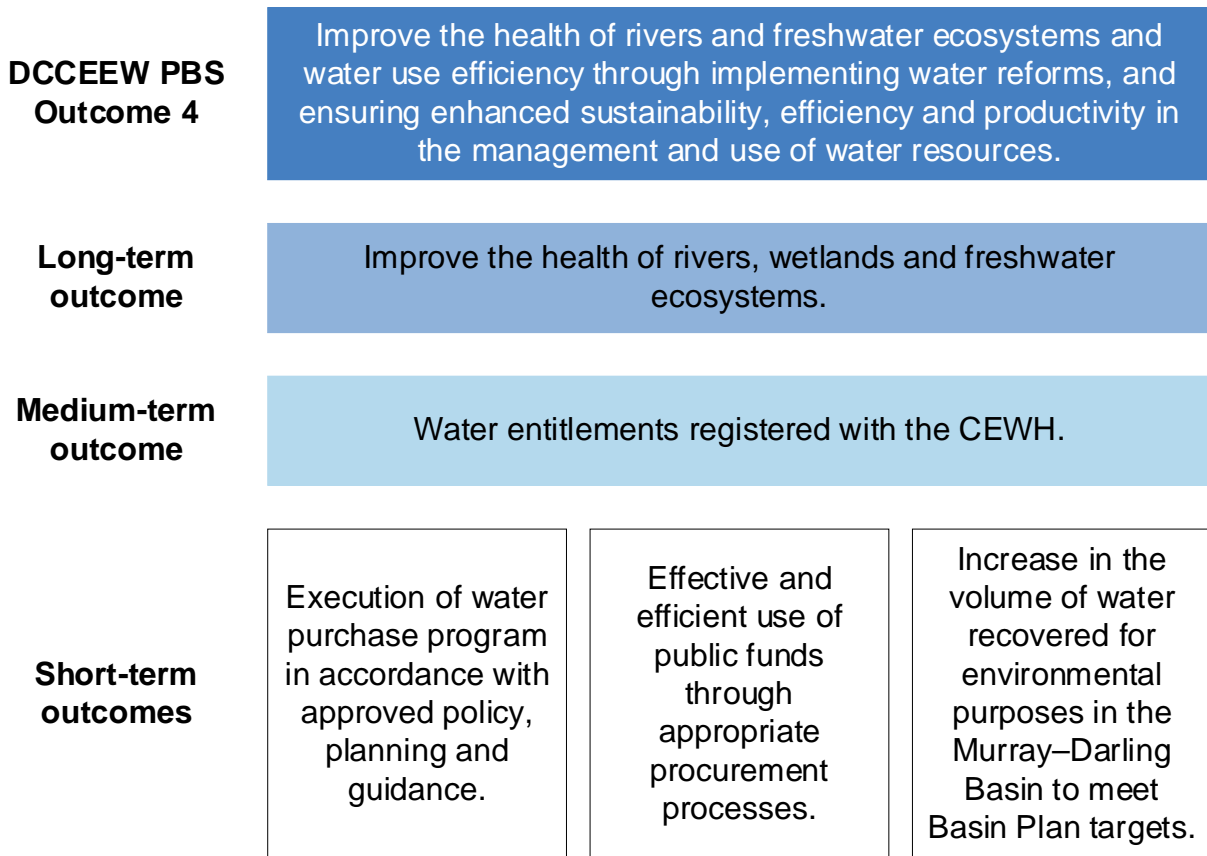 DCCEEW PBS
Outcome 4
Improve the health of rivers and freshwater ecosystems and
water use efficiency through implementing water reforms, and
ensuring enhanced sustainability, efficiency and productivity in
the management and use of water resources.
Long-term
outcome
Improve the health of rivers, wetlands and freshwater
ecosystems.
Medium-term
outcome
Water entitlements registered with the CEWH.
Short-term
outcomes
Execution of water
purchase program
in accordance with
approved policy,
planning and
guidance.
Effective and
efficient use of
public funds
through
appropriate
procurement
processes.
Increase in the
volume of water
recovered for
environmental
purposes in the
Murray–Darling
Basin to meet
Basin Plan targets.